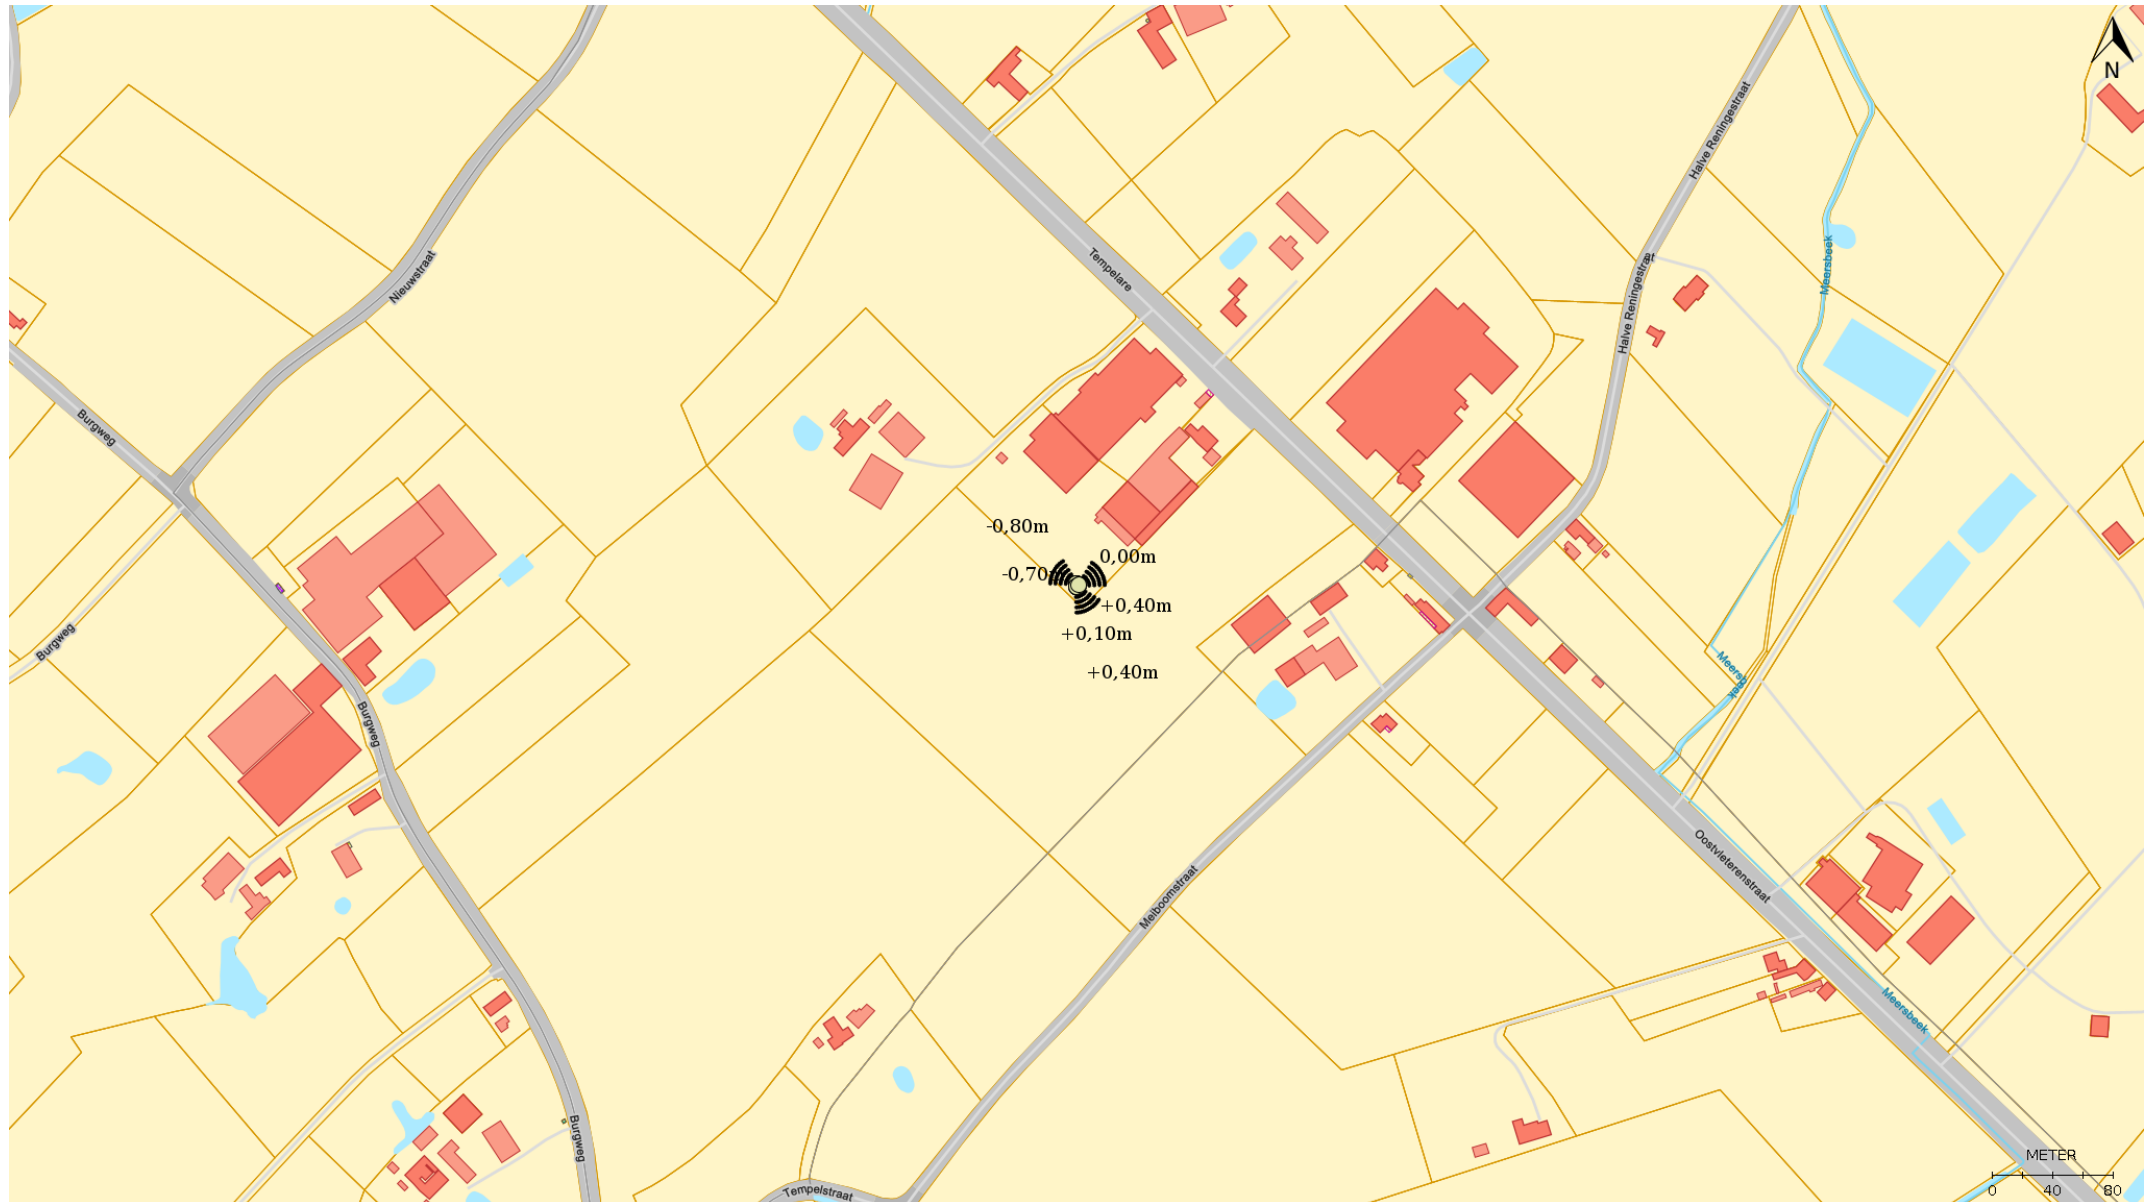 N
Halve Reningestraat
Tempelare
Nieuwstraat
Meersbeek
Halve Reningestraat
Burgweg
-0,80m
0,00m
-0,70m
+0,40m
+0,10m
Burgweg
+0,40m
Meersbeek
Burgweg
Oostvleterenstraat
Melboomstraat
Meersbeek
Burgweg
METER
Tempelstraat
0 40 80